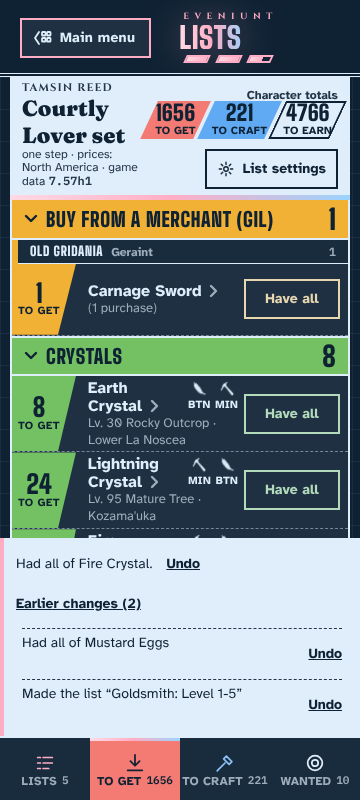 Main menu
EVENIUNT
LISTS
TAMSIN REED
Courtly
Lover set
one step · prices:
North America · game
data 7.57h1
Character totals
1656
TO GET
221
TO CRAFT
4766
TO EARN
List settings
BUY FROM A MERCHANT (GIL)
1
OLD GRIDANIA Geraint
1
1
TO GET
Carnage Sword
(1 purchase)
Have all
CRYSTALS
8
8
TO GET
Earth
Crystal
Lv. 30 Rocky Outcrop ·
Lower La Noscea
BTN MIN
Have all
24
TO GET
Lightning
Crystal
Lv. 95 Mature Tree ·
Kozama'uka
MIN BTN
Have all
Had all of Fire Crystal. Undo
Earlier changes (2)
Had all of Mustard Eggs
Undo
Made the list “Goldsmith: Level 1-5”
Undo
LISTS 5
TO GET 1656
TO CRAFT 221
WANTED 10